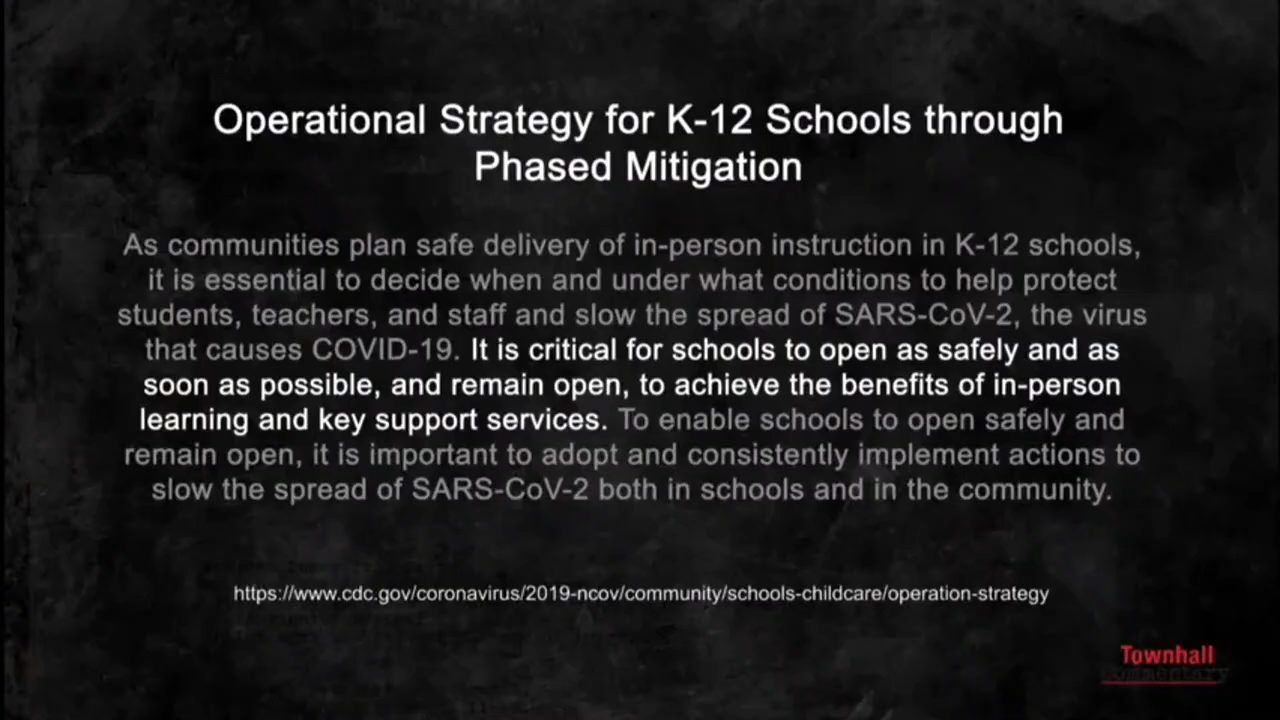 Operational Strategy for K-12 Schools through
Phased Mitigation
As communities plan safe delivery of in-person instruction in K-12 schools,
it is essential to decide when and under what conditions to help protect
students, teachers, and staff and slow the spread of SARS-CoV-2, the virus
that causes COVID-19. It is critical for schools to open as safely and as
soon as possible, and remain open, to achieve the benefits of in-person
learning and key support services. To enable schools to open safely and
remain open, it is important to adopt and consistently implement actions to
slow the spread of SARS-CoV-2 both in schools and in the community.
https://www.cdc.gov/coronavirus/2019-ncov/community/schools-childcare/operation-strategy
Townhall
commentary